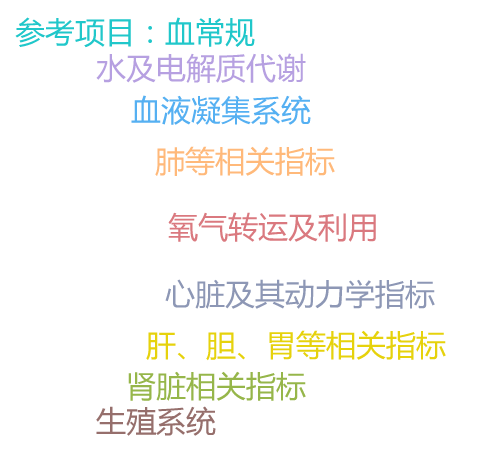 参考项目：血常规
水及电解质代谢
血液凝集系统
肺等相关指标
氧气转运及利用
心脏及其动力学指标
肝、胆、胃等相关指标
肾脏相关指标
生殖系统